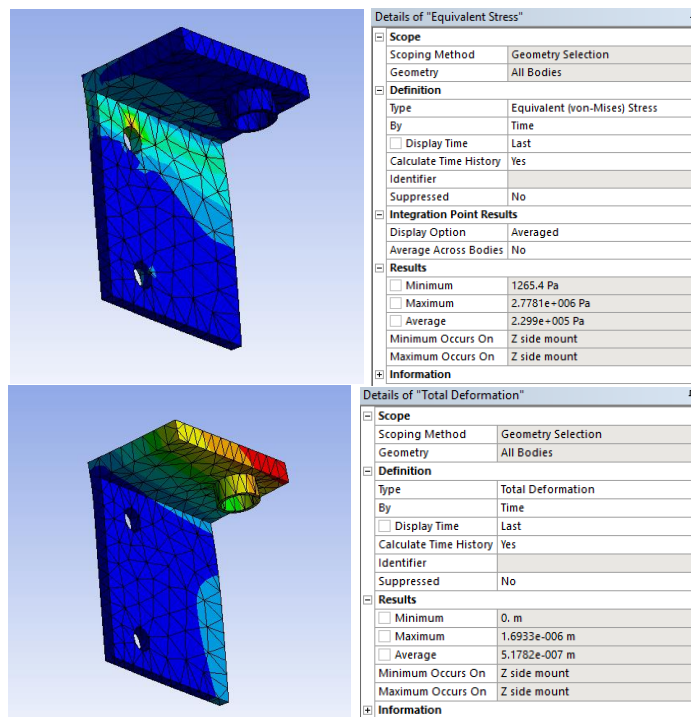 Details of "Equivalent Stress"
Scope
Scoping Method Geometry Selection
Geometry All Bodies
Definition
Type Equivalent (von-Mises) Stress
By Time
Display Time Last
Calculate Time History Yes
Identifier
Suppressed No
Integration Point Results
Display Option Averaged
Average Across Bodies No
Results
Minimum 1265.4 Pa
Maximum 2.7781e+006 Pa
Average 2.299e+005 Pa
Minimum Occurs On Z side mount
Maximum Occurs On Z side mount
Information
Details of "Total Deformation"
Scope
Scoping Method Geometry Selection
Geometry All Bodies
Definition
Type Total Deformation
By Time
Display Time Last
Calculate Time History Yes
Identifier
Suppressed No
Results
Minimum 0. m
Maximum 1.6933e-006 m
Average 5.1782e-007 m
Minimum Occurs On Z side mount
Maximum Occurs On Z side mount
Information